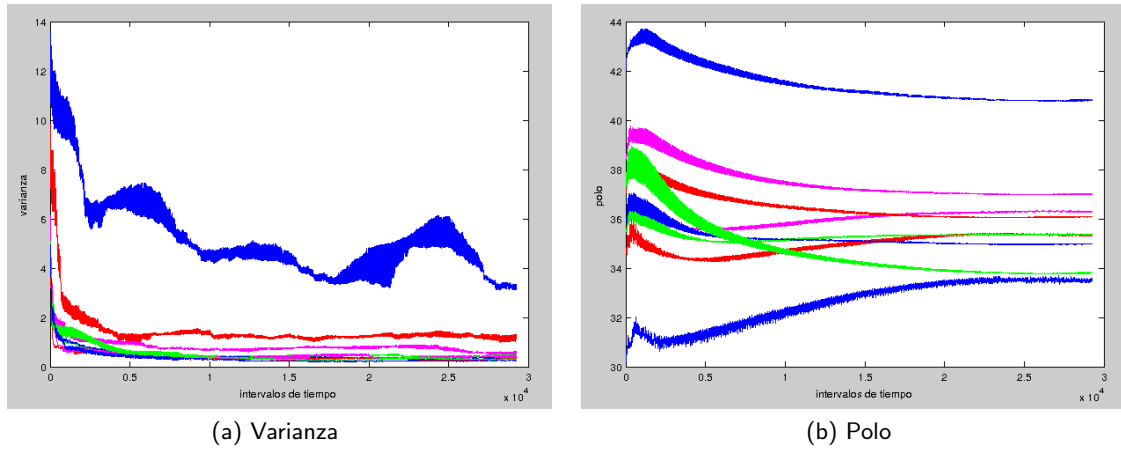 14
12
10
8
6
4
2
0
varianza
0 0.5 1 1.5 2 2.5 3
x 10^4
intervalos de tiempo
(a) Varianza
44
42
40
38
36
34
32
30
polo
0 0.5 1 1.5 2 2.5 3
x 10^4
intervalos de tiempo
(b) Polo